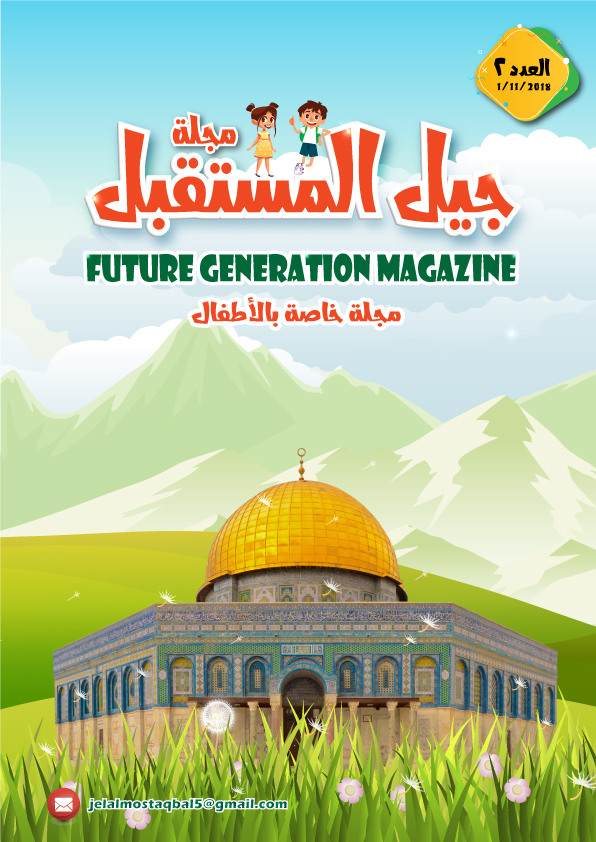 العدد ٢
1/11/2018
مجلة
جيل المستقبل
FUTURE GENERATION MAGAZINE
مجلة خاصة بالأطفال
jelalmostaqbal5@gmail.com